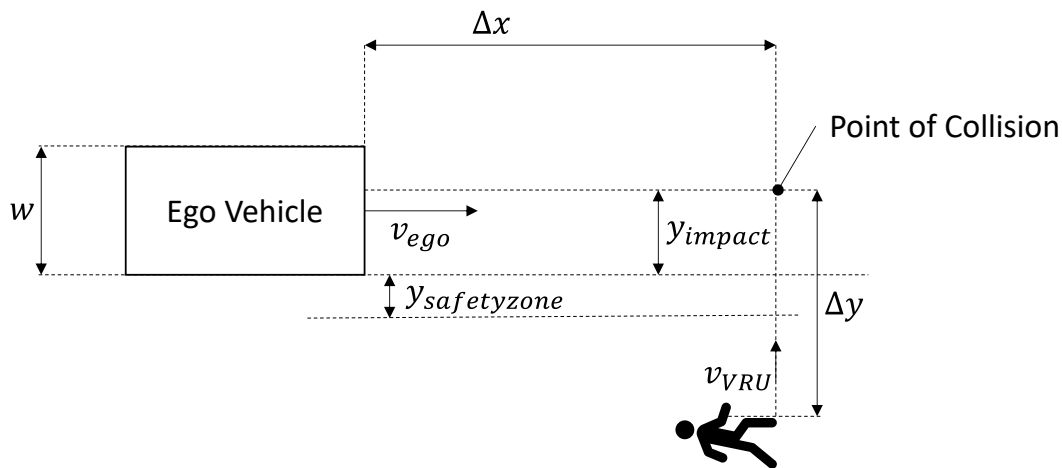 Δx
Point of Collision
w
Ego Vehicle
v_ego
y_impact
y_safetyzone
Δy
v_VRU